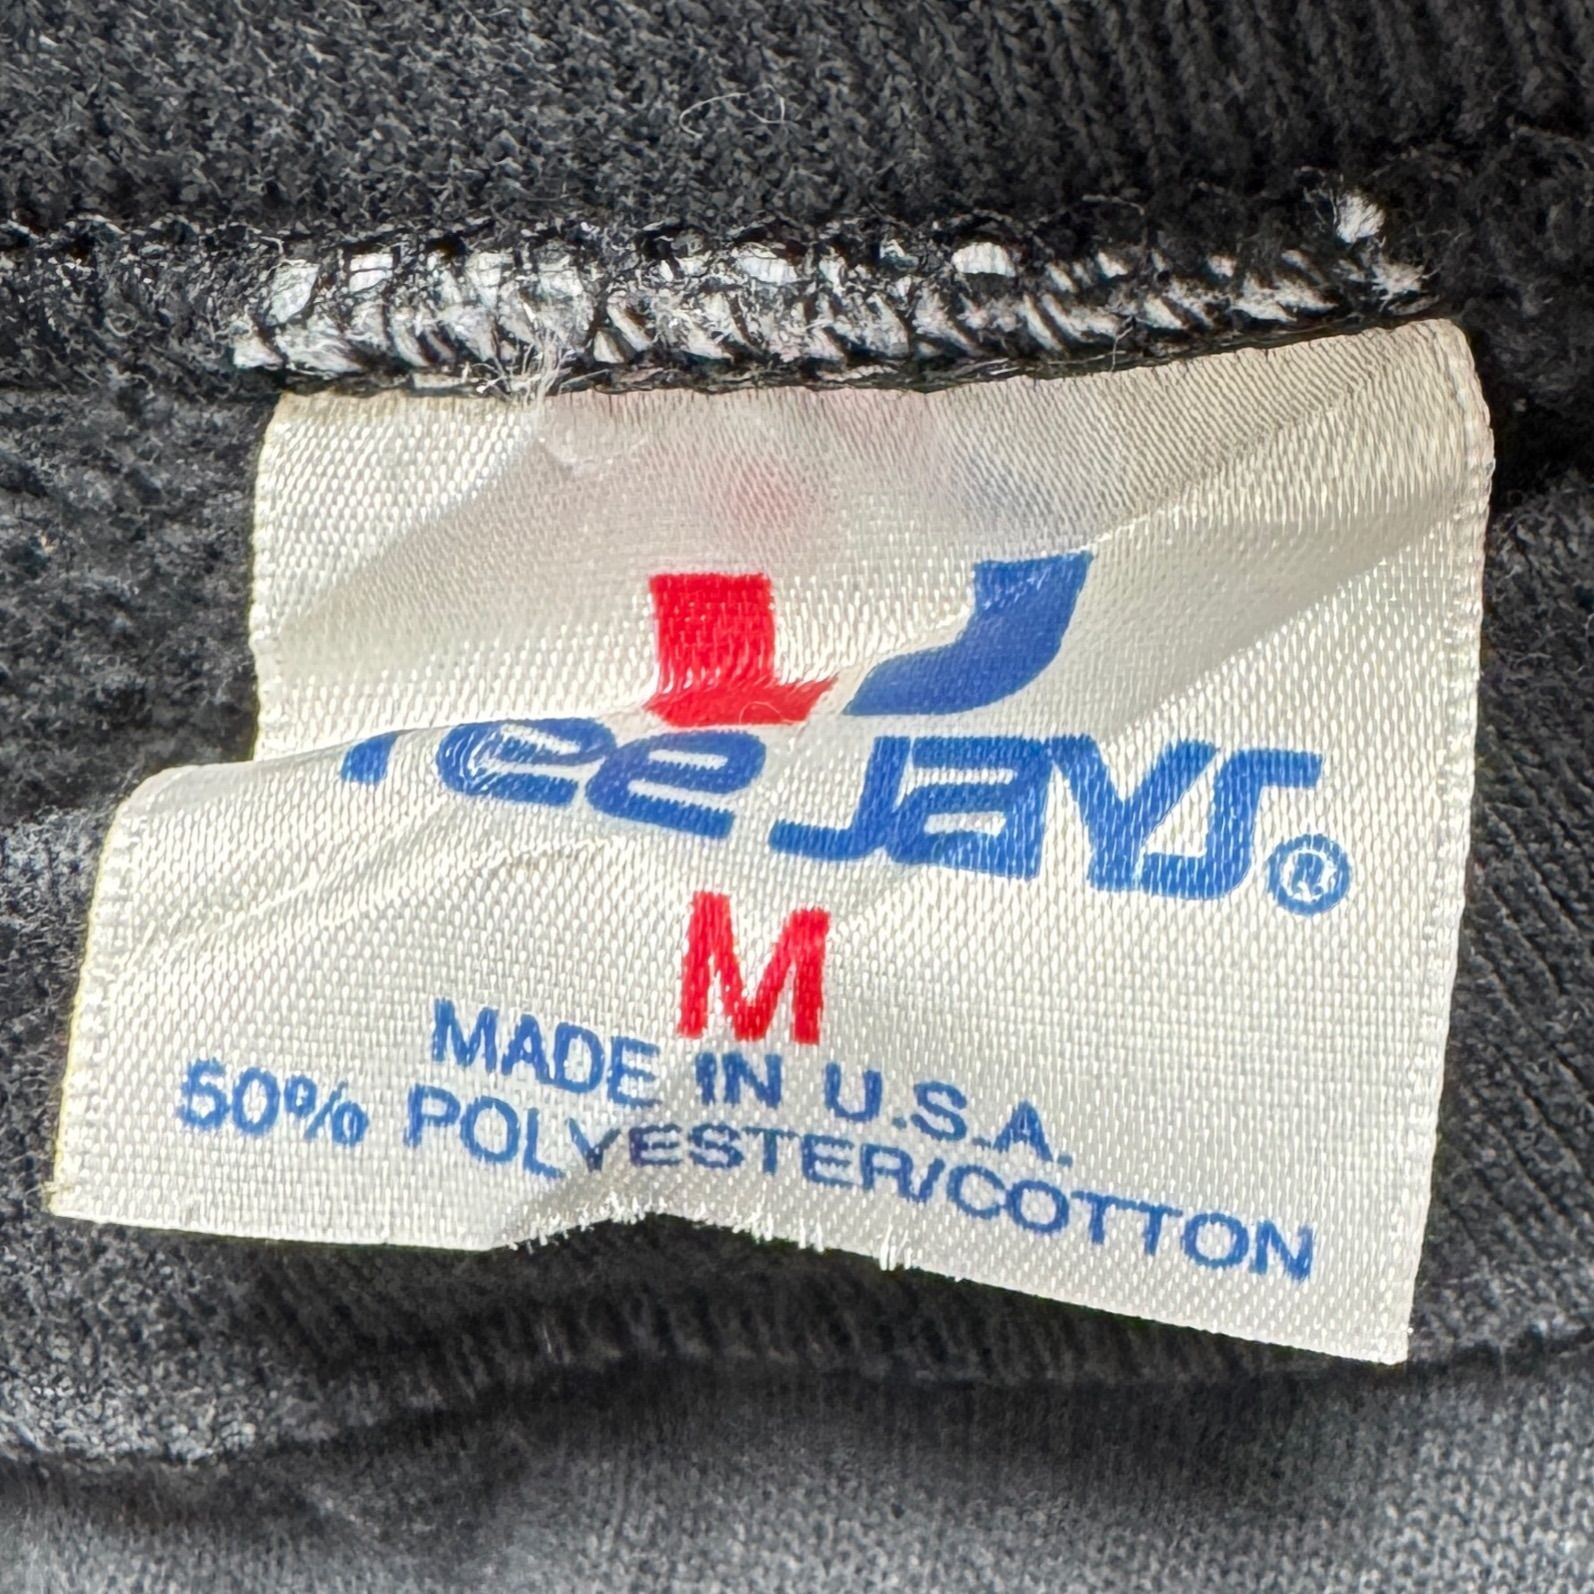 Tee Jays®
M
MADE IN U.S.A.
50% POLYESTER/COTTON